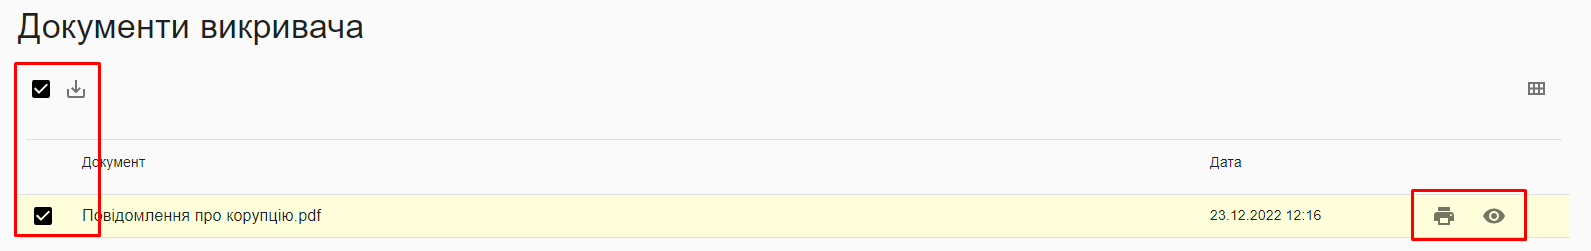 Документи викривача
Документ Дата
Повідомлення про корупцію.pdf 23.12.2022 12:16